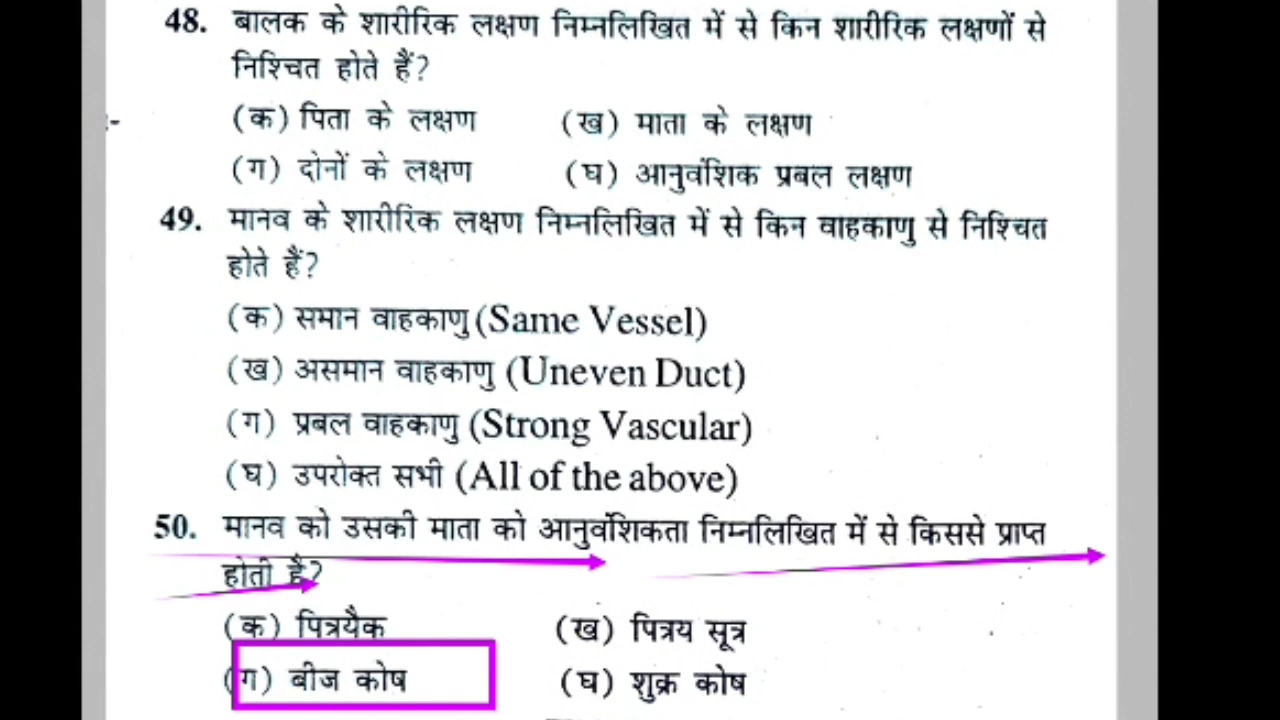 48. बालक के शारीरिक लक्षण निम्नलिखित में से किन शारीरिक लक्षणों से
निश्चित होते हैं?
(क) पिता के लक्षण (ख) माता के लक्षण
(ग) दोनों के लक्षण (घ) आनुवंशिक प्रबल लक्षण
49. मानव के शारीरिक लक्षण निम्नलिखित में से किन वाहकाणु से निश्चित
होते हैं?
(क) समान वाहकाणु (Same Vessel)
(ख) असमान वाहकाणु (Uneven Duct)
(ग) प्रबल वाहकाणु (Strong Vascular)
(घ) उपरोक्त सभी (All of the above)
50. मानव को उसकी माता को आनुवंशिकता निम्नलिखित में से किससे प्राप्त
होती है?
(क) पित्रयैक (ख) पित्रय सूत्र
(ग) बीज कोष (घ) शुक्र कोष